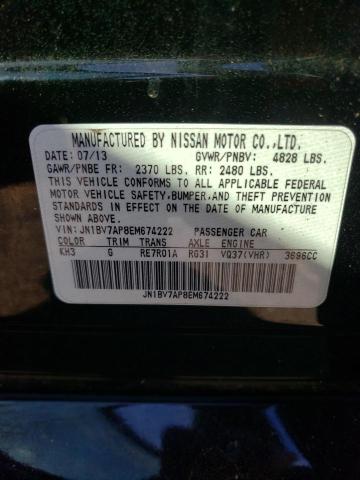 MANUFACTURED BY NISSAN MOTOR CO.,LTD.
DATE: 07/13 GVWR/PNBV: 4828 LBS.
GAWR/PNBE FR: 2370 LBS. RR: 2480 LBS.
THIS VEHICLE CONFORMS TO ALL APPLICABLE FEDERAL
MOTOR VEHICLE SAFETY, BUMPER, AND THEFT PREVENTION
STANDARDS IN EFFECT ON THE DATE OF MANUFACTURE
SHOWN ABOVE.
VIN: JN1BV7AP8EM674222 PASSENGER CAR
COLOR TRIM TRANS AXLE ENGINE
KH3 G RE7R01A RG31 VQ37(VHR) 3696CC
JN1BV7AP8EM674222